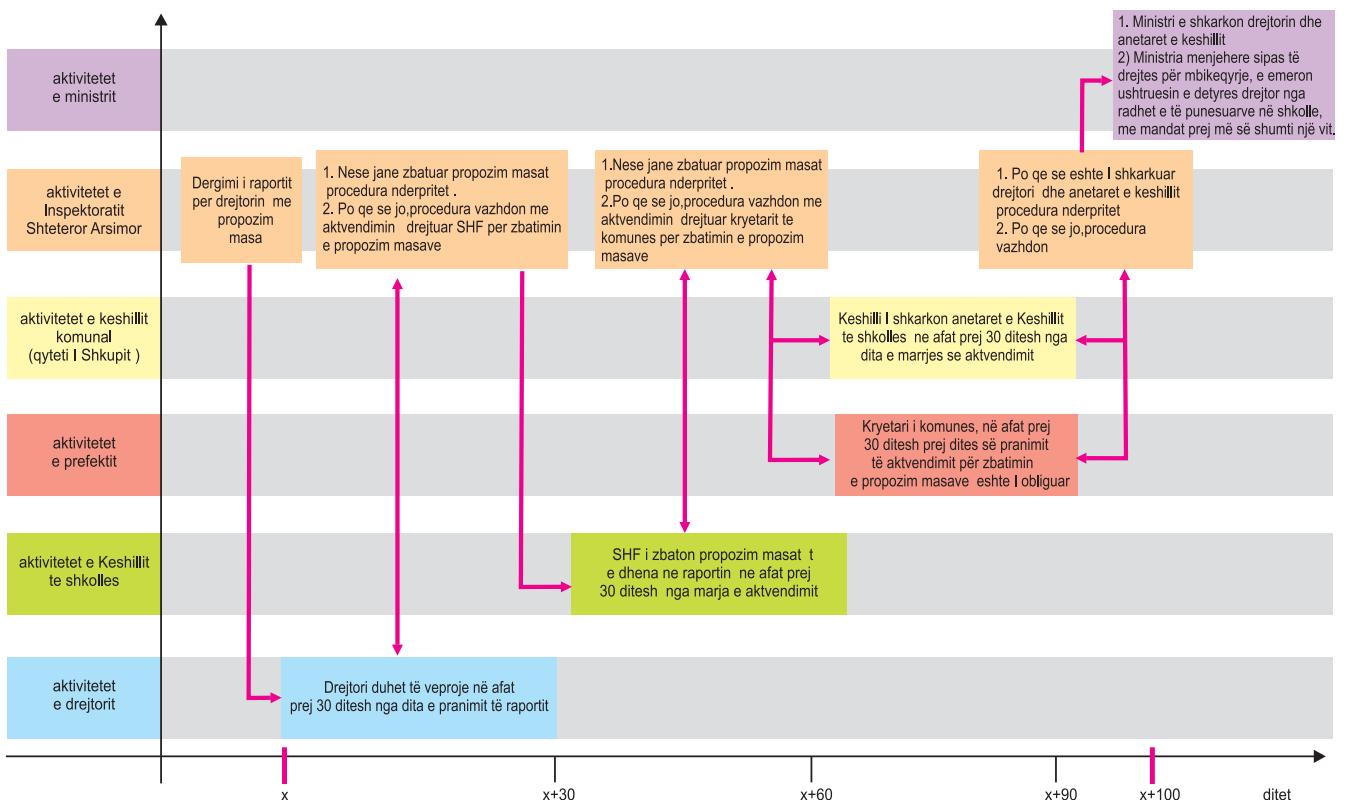 1. Ministri e shkarkon drejtorin dhe
anetaret e keshillit
2) Ministria menjehere sipas të
drejtes për mbikeqyrje, e emeron
ushtruesin e detyres drejtor nga
radhet e të punesuarve në shkolle,
me mandat prej më së shumti një vit.
aktivitetet
e ministrit
aktivitetet e
Inspektoratit
Shteteror Arsimor
Dergimi i raportit
per drejtorin me
propozim
masa
1. Nese jane zbatuar propozim masat
procedura nderpritet .
2. Po qe se jo,procedura vazhdon me
aktvendimin drejtuar SHF per zbatimin
e propozim masave
1.Nese jane zbatuar propozim masat
procedura nderpritet .
2.Po qe se jo,procedura vazhdon me
aktvendimin drejtuar kryetarit te
komunes per zbatimin e propozim
masave
1. Po qe se eshte I shkarkuar
drejtori dhe anetaret e keshillit
procedura nderpritet
2. Po qe se jo,procedura
vazhdon
aktivitetet e keshillit
komunal
(qyteti I Shkupit )
Keshilli I shkarkon anetaret e Keshillit
te shkolles ne afat prej 30 ditesh nga
dita e marrjes se aktvendimit
aktivitetet
e prefektit
Kryetari i komunes, në afat prej
30 ditesh prej dites së pranimit
të aktvendimit për zbatimin
e propozim masave eshte I obliguar
aktivitetet e Keshillit
te shkolles
SHF i zbaton propozim masat t
e dhena ne raportin ne afat prej
30 ditesh nga marja e aktvendimit
aktivitetet
e drejtorit
Drejtori duhet të veproje në afat
prej 30 ditesh nga dita e pranimit të raportit
x
x+30
x+60
x+90
x+100
ditet